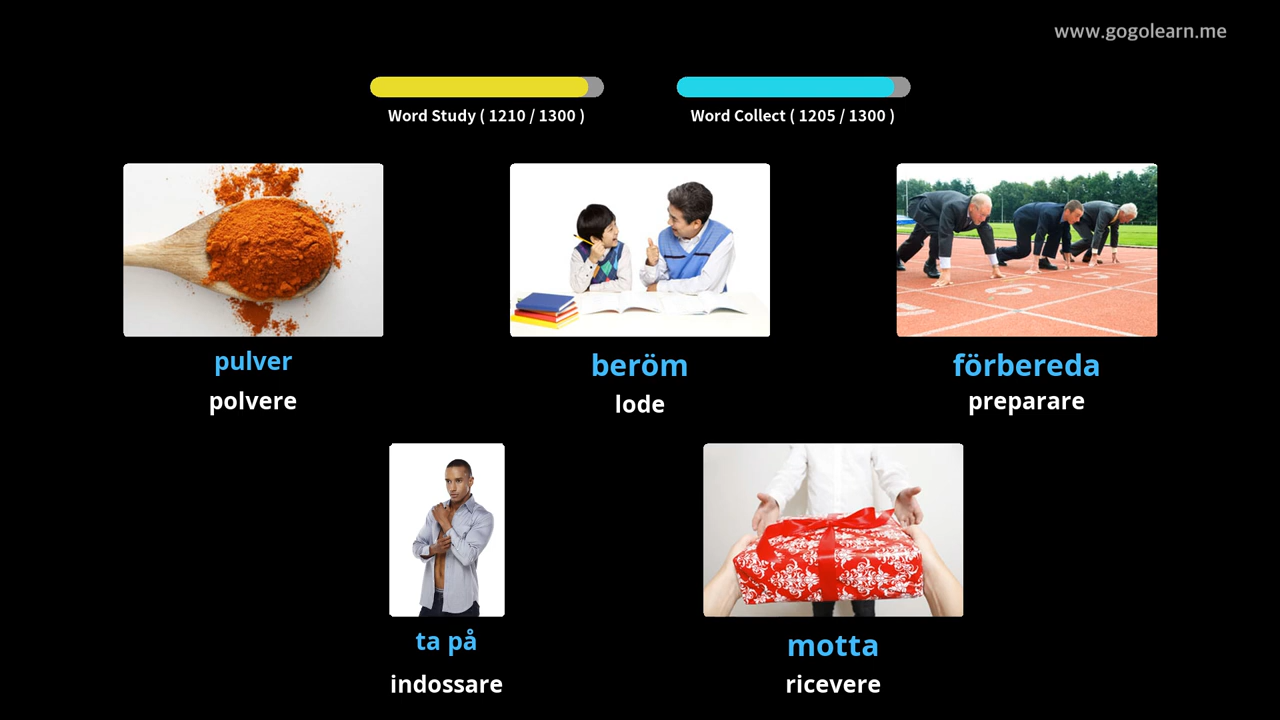 www.gogolearn.me
Word Study ( 1210 / 1300 )
Word Collect ( 1205 / 1300 )
pulver
polvere
beröm
lode
förbereda
preparare
ta på
indossare
motta
ricevere